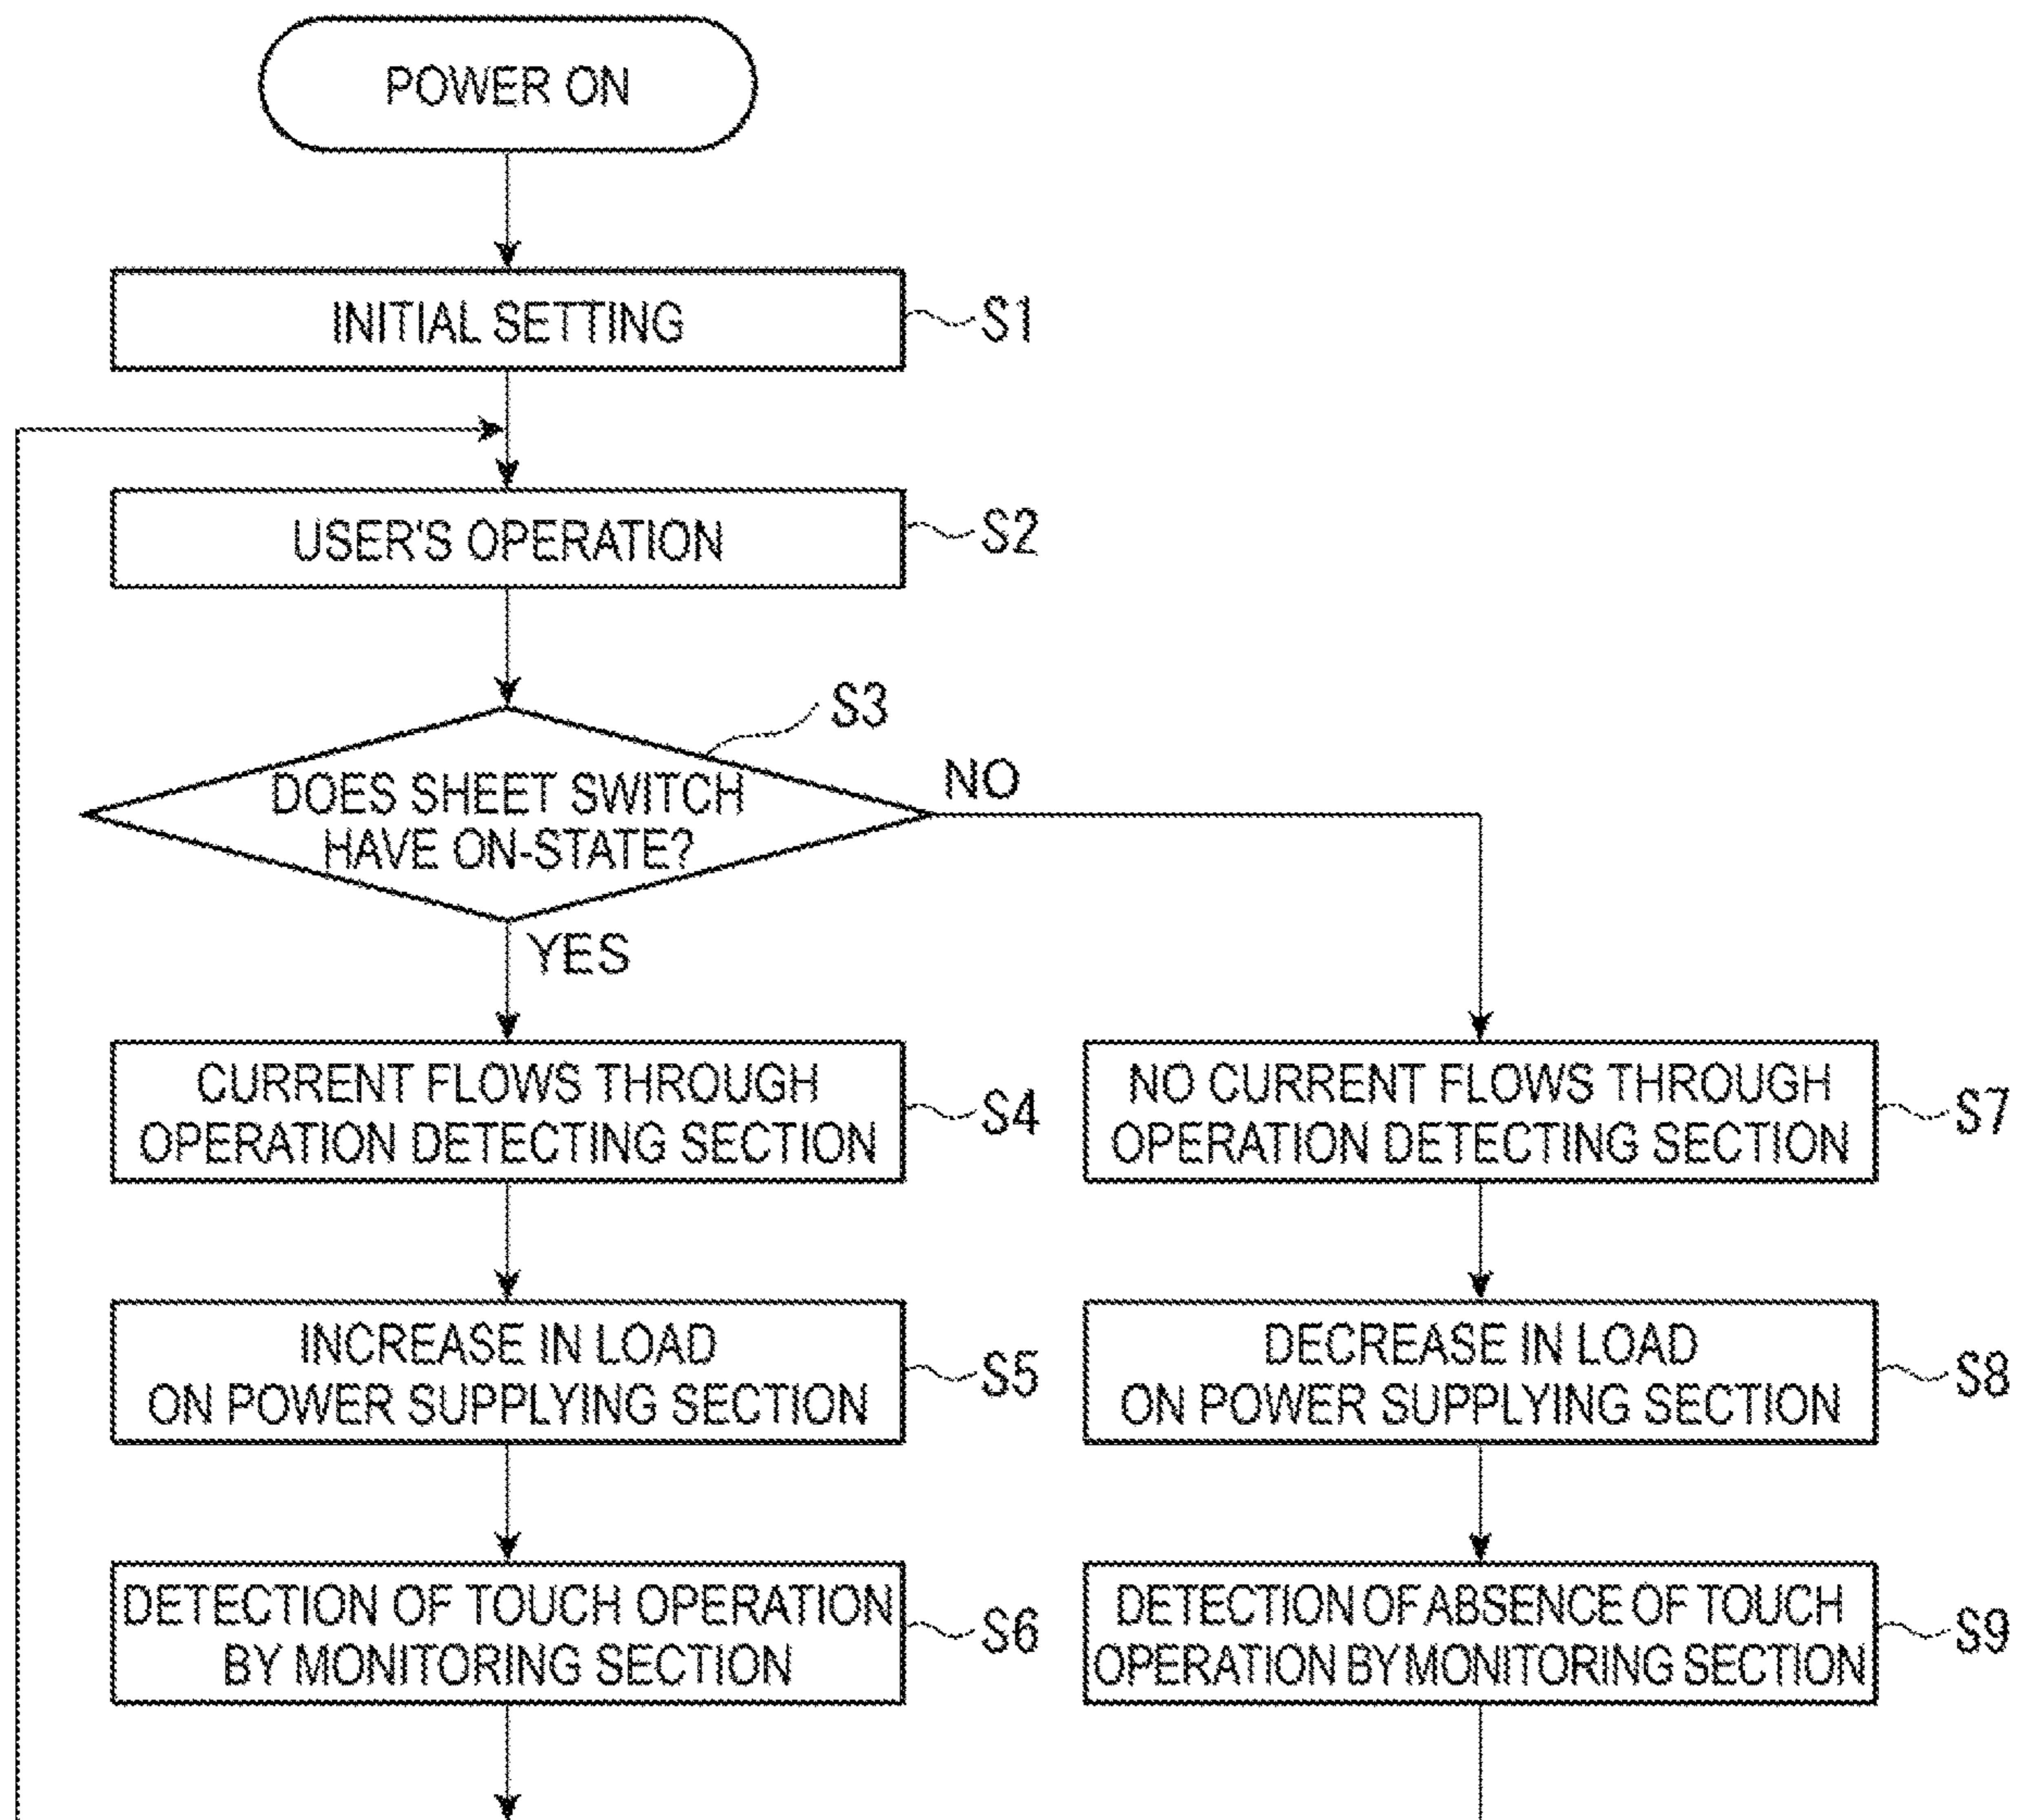 POWER ON
INITIAL SETTING
S1
USER'S OPERATION
S2
S3
DOES SHEET SWITCH
HAVE ON-STATE?
NO
YES
CURRENT FLOWS THROUGH
OPERATION DETECTING SECTION
S4
NO CURRENT FLOWS THROUGH
OPERATION DETECTING SECTION
S7
INCREASE IN LOAD
ON POWER SUPPLYING SECTION
S5
DECREASE IN LOAD
ON POWER SUPPLYING SECTION
S8
DETECTION OF TOUCH OPERATION
BY MONITORING SECTION
S6
DETECTION OF ABSENCE OF TOUCH
OPERATION BY MONITORING SECTION
S9